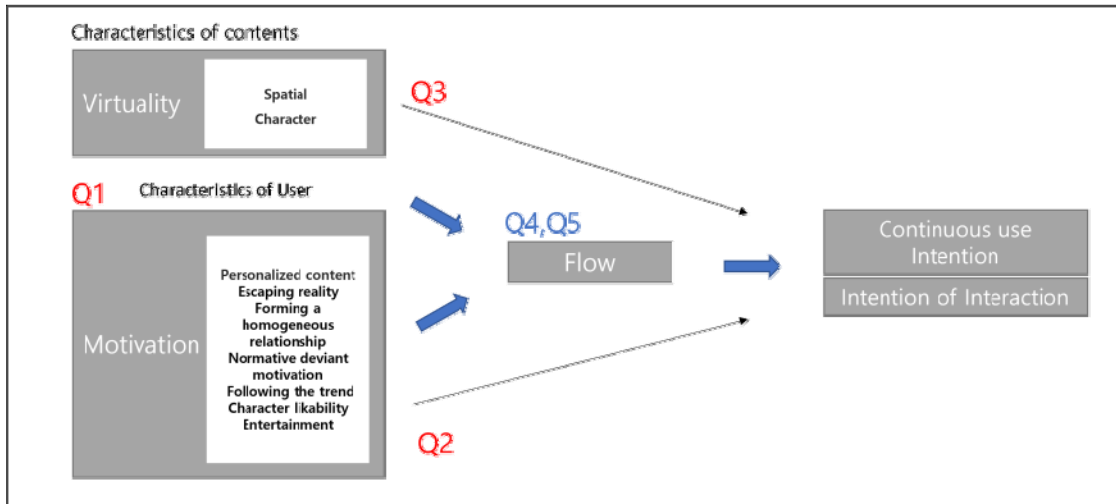 Characteristics of contents
Virtuality
Spatial
Character
Q3
Q1
Characteristics of User
Motivation
Personalized content
Escaping reality
Forming a
homogeneous
relationship
Normative deviant
motivation
Following the trend
Character likability
Entertainment
Q4,Q5
Flow
Q2
Continuous use
Intention
Intention of Interaction